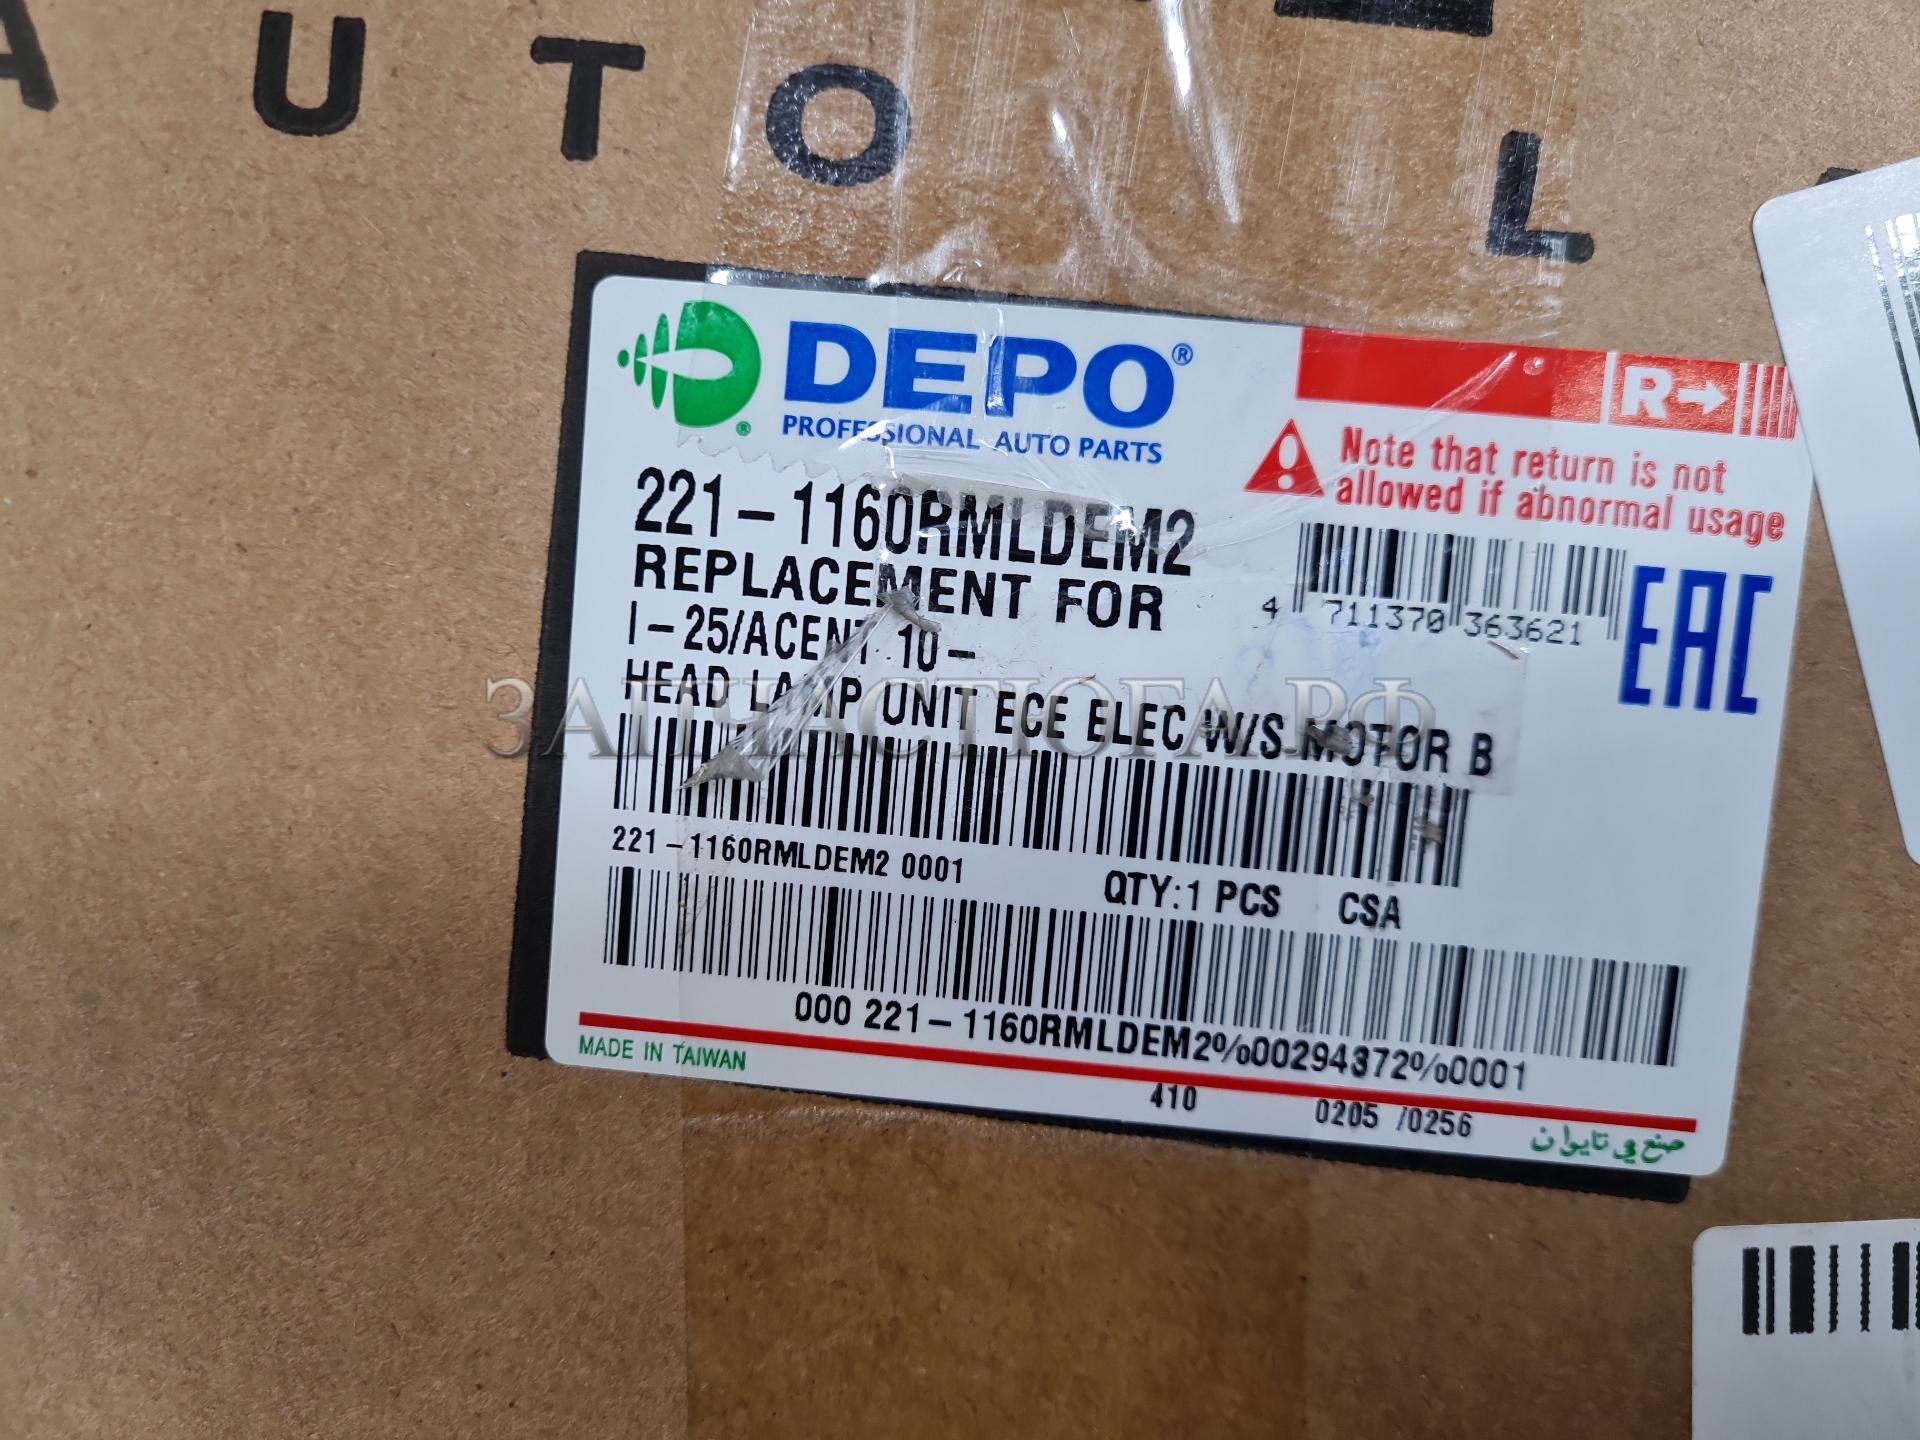 A U T O L
DEPO®
®
PROFESSIONAL AUTO PARTS
R→
Note that return is not
allowed if abnormal usage
221-1160RMLDEM2
REPLACEMENT FOR
I-25/ACENT 10-
HEAD LAMP UNIT ECE ELEC W/S MOTOR B
4 711370 363621
EAC
ЗАПЧАСТЮГА.РФ
221-1160RMLDEM2 0001
QTY:1 PCS CSA
000 221-1160RMLDEM2%00294372%0001
MADE IN TAIWAN
410 0205 /0256
صنع في تايوان